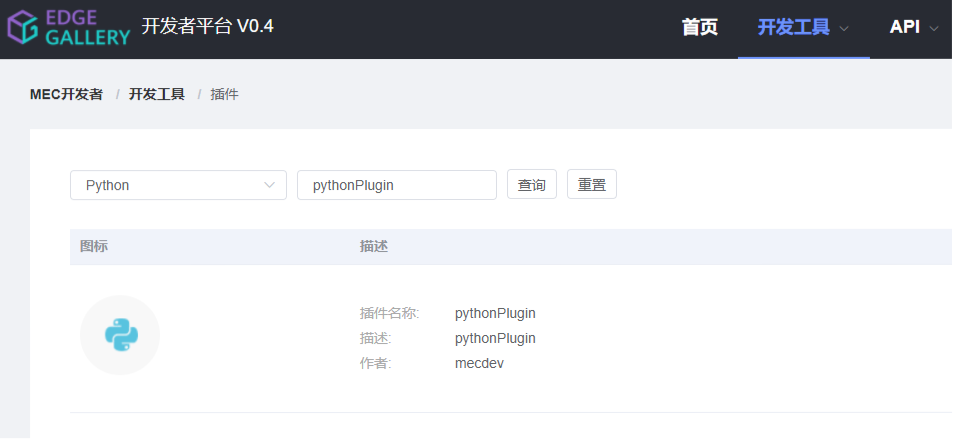 EDGE GALLERY 开发者平台 V0.4 首页 开发工具 API
MEC开发者 / 开发工具 / 插件
Python pythonPlugin 查询 重置
图标 描述
插件名称: pythonPlugin
描述: pythonPlugin
作者: mecdev